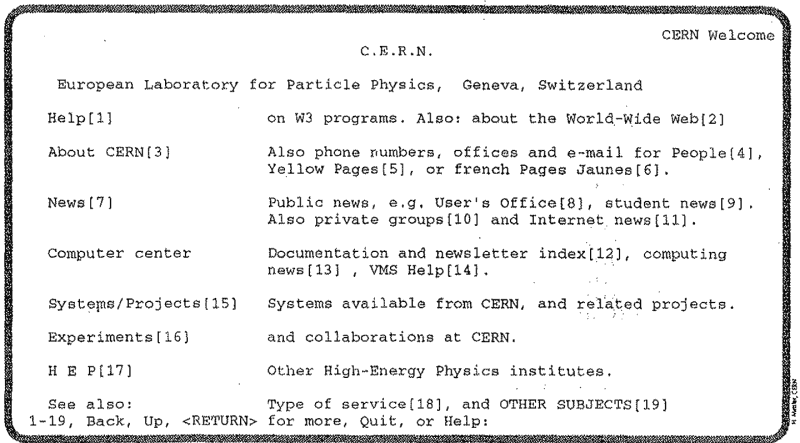 CERN Welcome
C.E.R.N.
European Laboratory for Particle Physics, Geneva, Switzerland
Help[1] on W3 programs. Also: about the World-Wide Web[2]
About CERN[3] Also phone numbers, offices and e-mail for People[4],
Yellow Pages[5], or french Pages Jaunes[6].
News[7] Public news, e.g. User's Office[8], student news[9].
Also private groups[10] and Internet news[11].
Computer center Documentation and newsletter index[12], computing
news[13] , VMS Help[14].
Systems/Projects[15] Systems available from CERN, and related projects.
Experiments[16] and collaborations at CERN.
H E P[17] Other High-Energy Physics institutes.
See also: Type of service[18], and OTHER SUBJECTS[19]
1-19, Back, Up, <RETURN> for more, Quit, or Help: